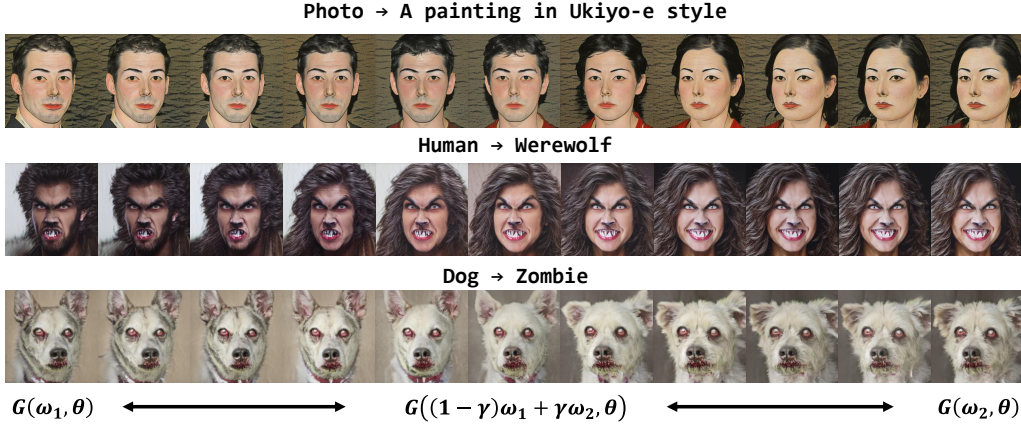 Photo → A painting in Ukiyo-e style
Human → Werewolf
Dog → Zombie
G(ω₁, θ) G((1 − γ)ω₁ + γω₂, θ) G(ω₂, θ)